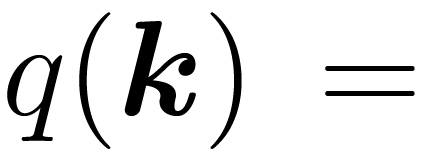 q(k) =